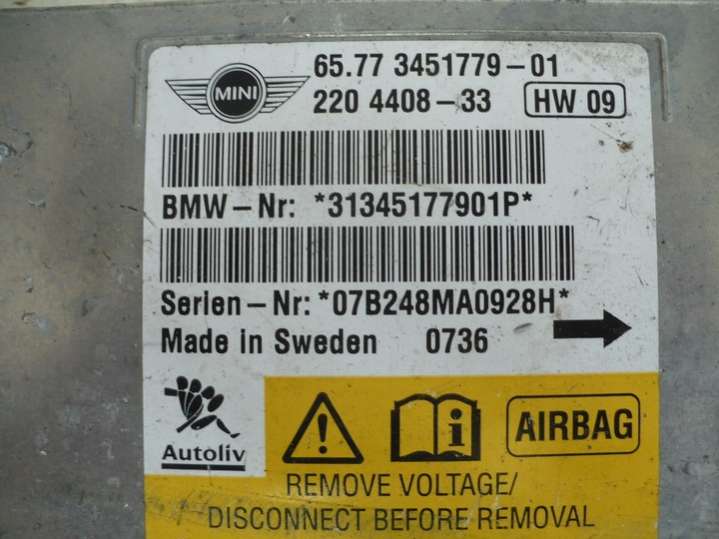 MINI
65.77 3451779-01
220 4408-33 HW 09
BMW-Nr: *31345177901P*
Serien-Nr: *07B248MA0928H*
Made in Sweden 0736
Autoliv
i
AIRBAG
REMOVE VOLTAGE/
DISCONNECT BEFORE REMOVAL